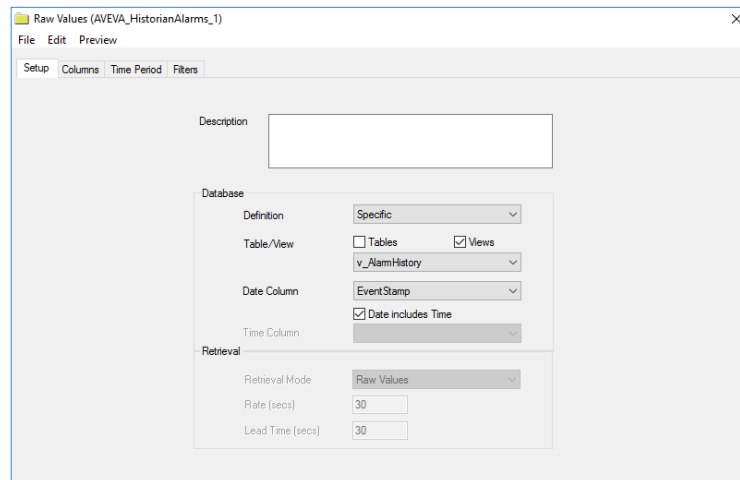 Raw Values (AVEVA_HistorianAlarms_1)
File Edit Preview
Setup Columns Time Period Filters
Description
Database
Definition Specific
Table/View Tables Views
v_AlarmHistory
Date Column EventStamp
Date includes Time
Time Column
Retrieval
Retrieval Mode Raw Values
Rate (secs) 30
Lead Time (secs) 30